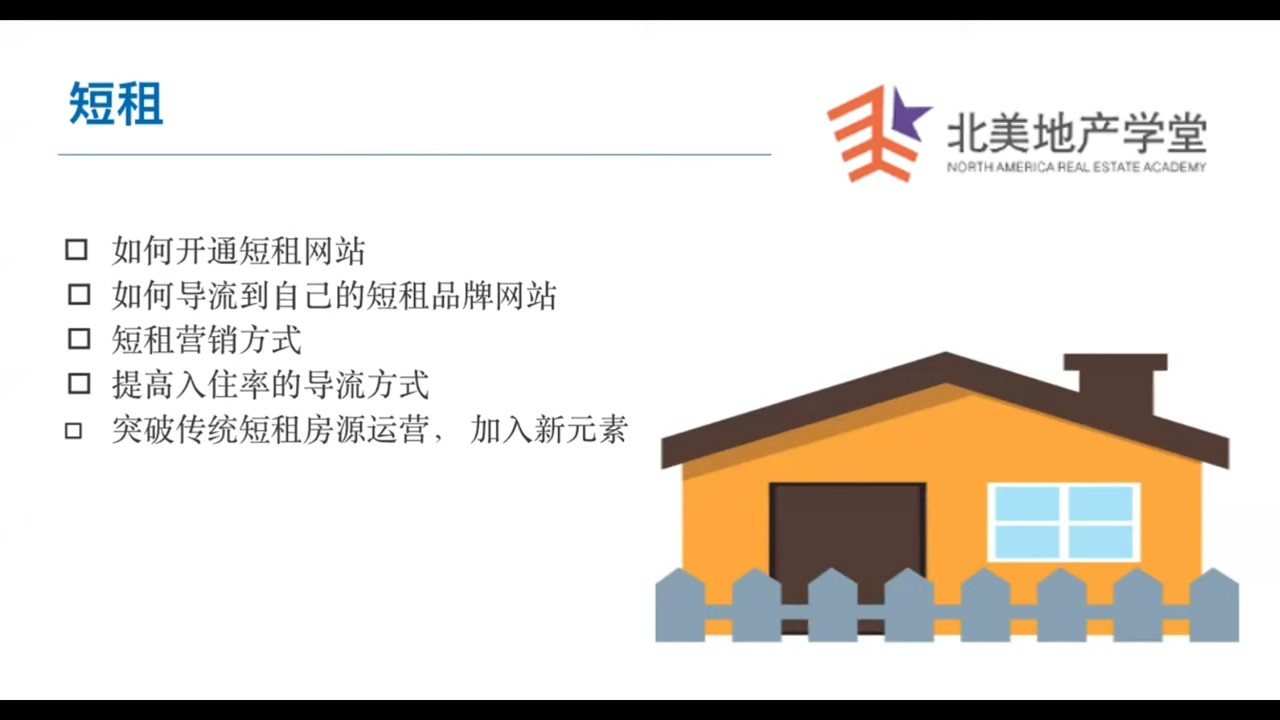 短租
北美地产学堂
NORTH AMERICA REAL ESTATE ACADEMY
如何开通短租网站
如何导流到自己的短租品牌网站
短租营销方式
提高入住率的导流方式
突破传统短租房源运营， 加入新元素